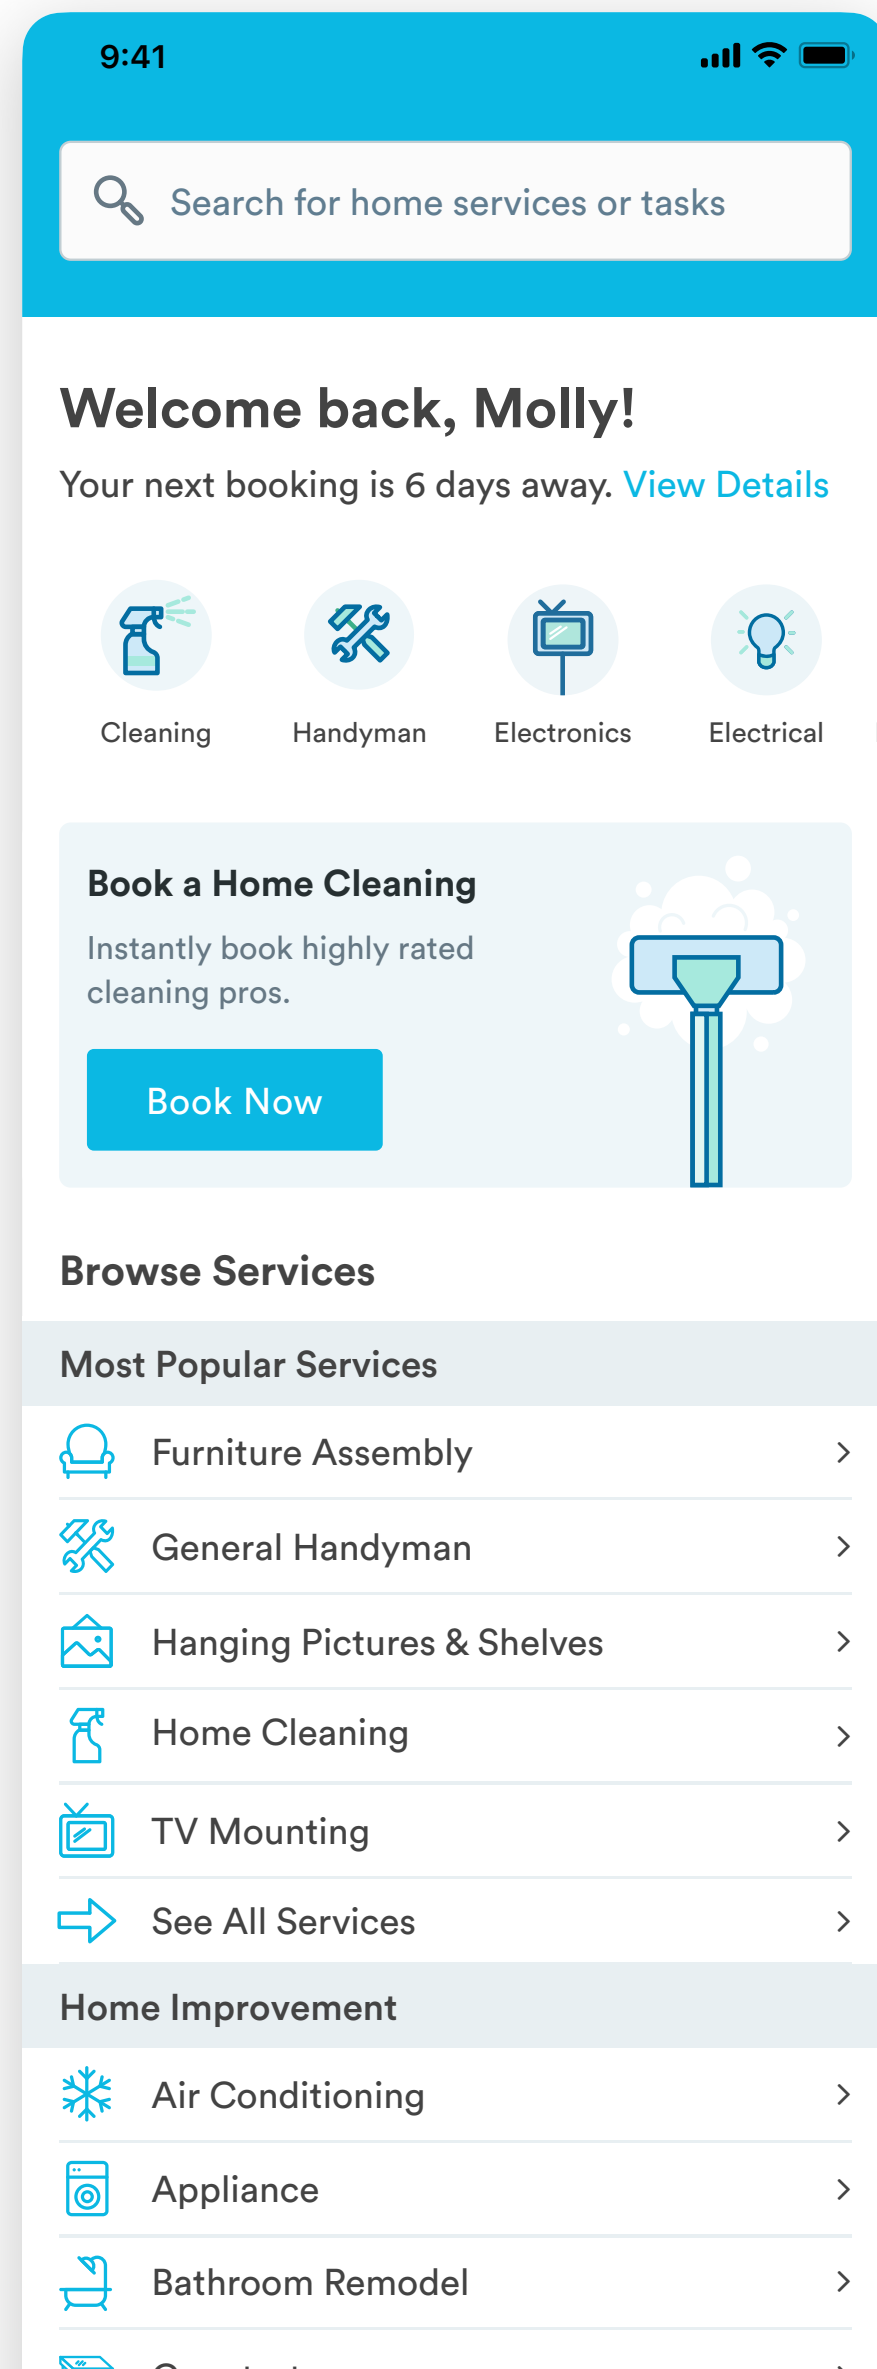 9:41
Search for home services or tasks
Welcome back, Molly!
Your next booking is 6 days away. View Details
Cleaning Handyman Electronics Electrical
Book a Home Cleaning
Instantly book highly rated
cleaning pros.
Book Now
Browse Services
Most Popular Services
Furniture Assembly
General Handyman
Hanging Pictures & Shelves
Home Cleaning
TV Mounting
See All Services
Home Improvement
Air Conditioning
Appliance
Bathroom Remodel